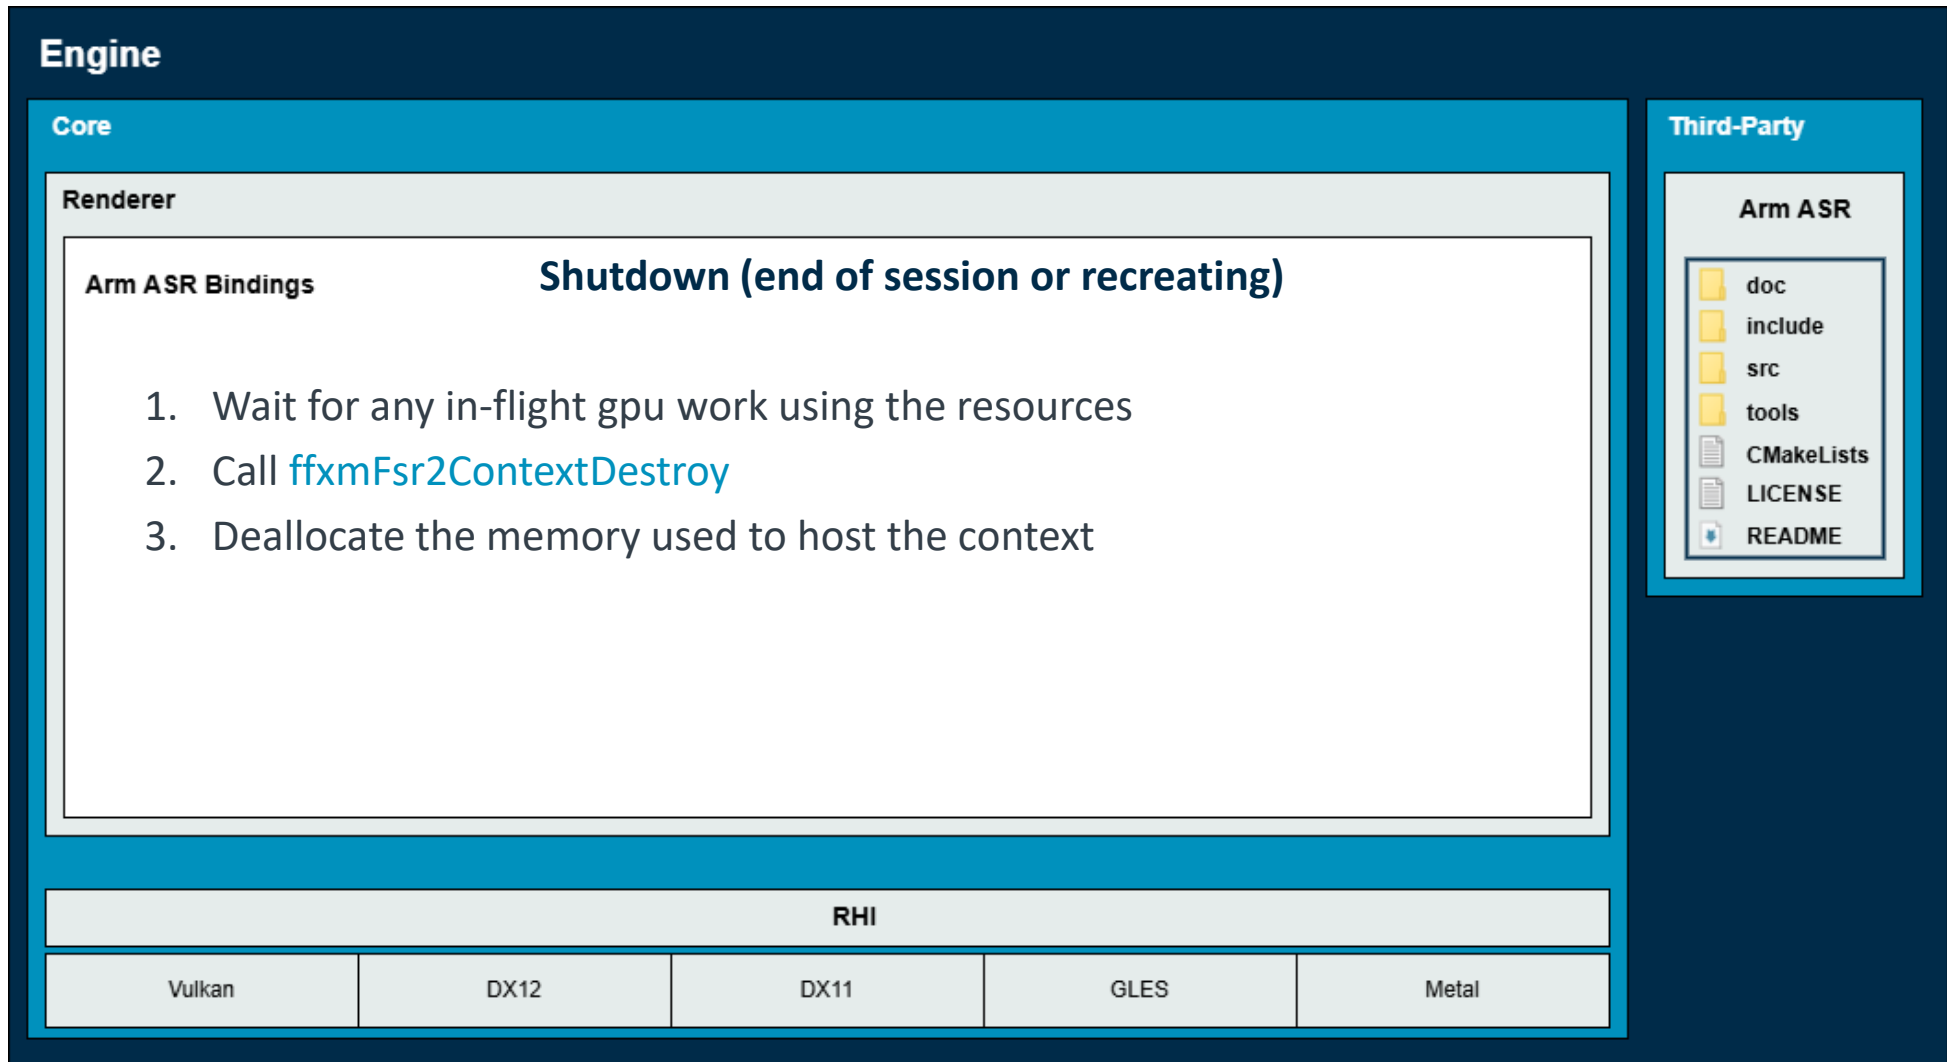 Engine
Core
Renderer
Arm ASR Bindings
Shutdown (end of session or recreating)
1. Wait for any in-flight gpu work using the resources
2. Call ffxmFsr2ContextDestroy
3. Deallocate the memory used to host the context
RHI
Vulkan
DX12
DX11
GLES
Metal
Third-Party
Arm ASR
doc
include
src
tools
CMakeLists
LICENSE
README